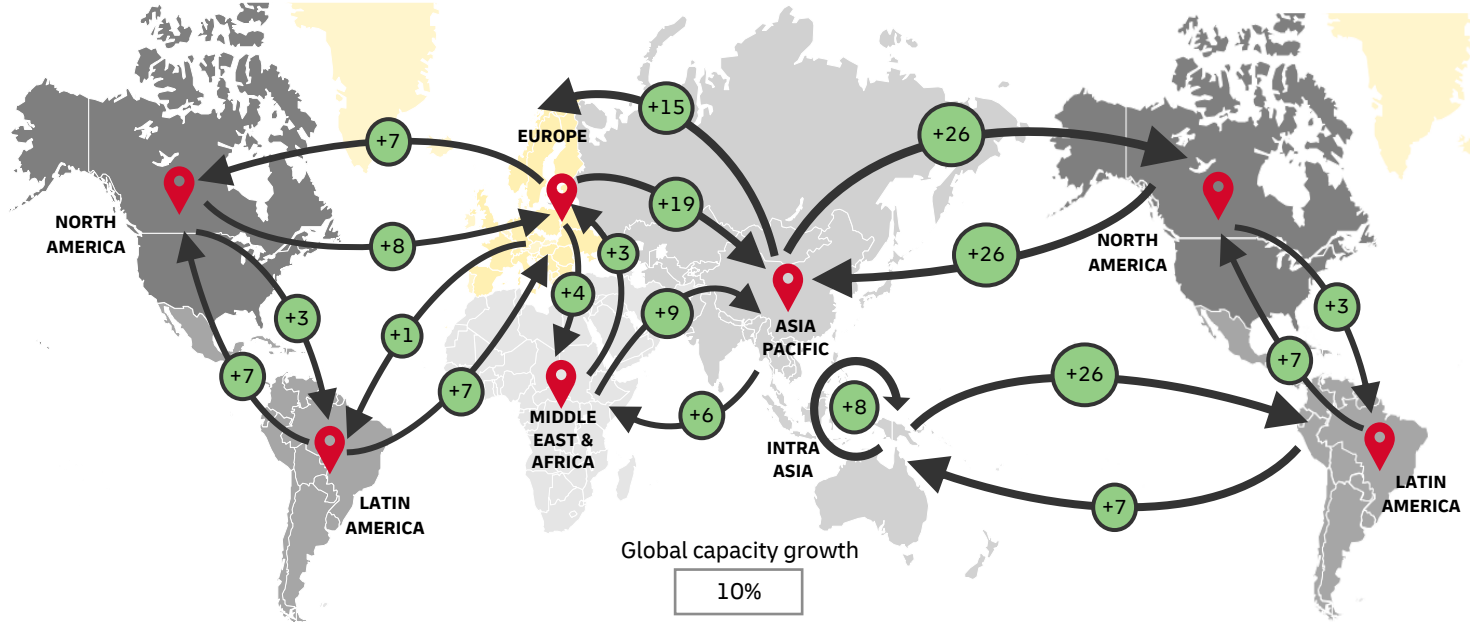 +15
EUROPE
+7
+26
+19
NORTH
AMERICA
+8
+3
+26
NORTH
AMERICA
+4
+9
+3
+3
+1
ASIA
PACIFIC
+7
+7
+7
+26
+6
+8
MIDDLE
EAST &
AFRICA
INTRA
ASIA
LATIN
AMERICA
LATIN
AMERICA
+7
Global capacity growth
10%